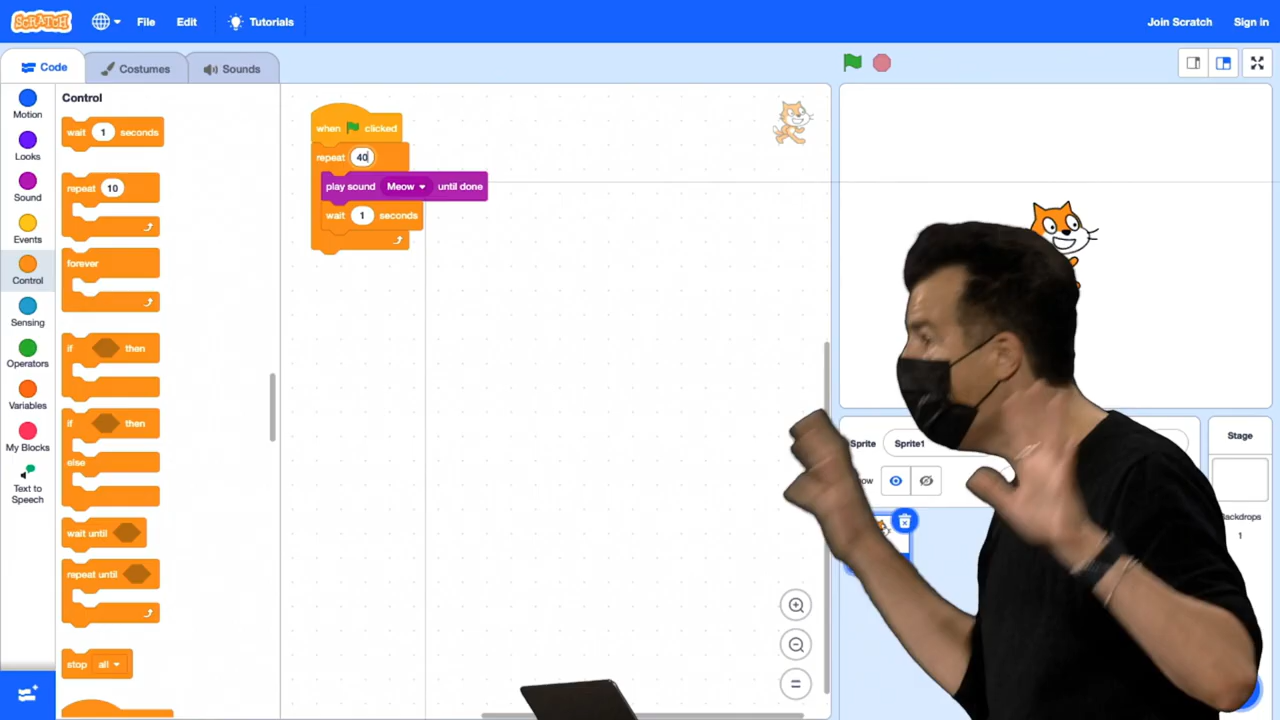 SCRATCH
File
Edit
Tutorials
Join Scratch
Sign in
Code
Costumes
Sounds
Motion
Looks
Sound
Events
Control
Sensing
Operators
Variables
My Blocks
Text to
Speech
Control
wait 1 seconds
repeat 10
forever
if then
if then
else
wait until
repeat until
stop all
when clicked
repeat 40
play sound Meow until done
wait 1 seconds
Sprite Sprite1
Stage
Backdrops
1